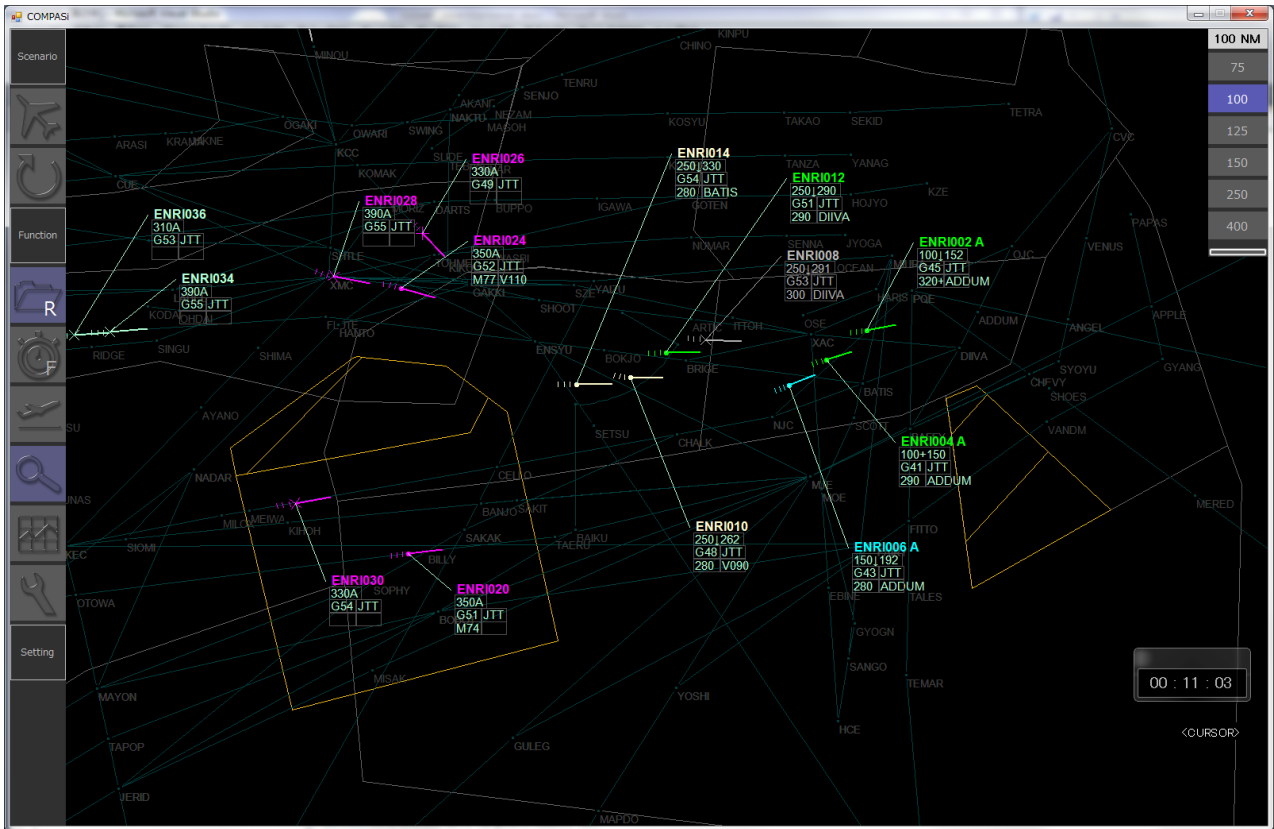 COMPASi
Scenario
Function
R
F
Setting
100 NM
75
100
125
150
250
400
KINPU
CHINO
MINOU
TENRU
SENJO
AKANE
NEZAM
NAKTU
MASOH
OGAKI
OWARI
SWING
KOSYU
TAKAO
SEKID
TETRA
ARASI
KCC
CVC
KOMAK
CUE
ENRI026
330A
G49 JTT
ENRI014
250↓330
G54 JTT
280 BATIS
TANZA
YANAG
ENRI012
250↓290
G51 JTT
290 DIIVA
HOJYO
KZE
ENRI028
390A
G55 JTT
DARTS
BUPPO
IGAWA
GOTEN
PAPAS
ENRI036
310A
G53 JTT
ENRI024
350A
G52 JTT
M77 V110
NUMAR
SENNA
JYOGA
ENRI002 A
100↓152
G45 JTT
320+ADDUM
OJC
VENUS
ENRI008
250↓291
G53 JTT
300 DIIVA
OCEAN
ENRI034
390A
G55 JTT
XMC
GAKKI
SZE
YAIDU
SHOOT
HARIS
PQE
APPLE
ARTIC
ITTOH
OSE
ADDUM
ANGEL
HANTO
XAC
RIDGE
SINGU
SHIMA
ENSYU
BOKJO
BRIGE
DIIVA
SYOYU
GYANG
CHEVY
SHOES
BATIS
AYANO
SETSU
CHALK
NJC
SCOTT
VANDM
SU
ENRI004 A
100+150
G41 JTT
290 ADDUM
NADAR
CELLO
MJE
MOE
MERED
UNAS
BANJO
SAKIT
MEIWA
KIHOH
SAKAK
BAIKU
TAERU
ENRI010
250↓262
G48 JTT
280 V090
FITTO
KEC
SIOMI
BILLY
ENRI006 A
150↓192
G43 JTT
280 ADDUM
ENRI030
330A
G54 JTT
SOPHY
ENRI020
350A
G51 JTT
M74
OTOWA
EBINE
TALES
GYOGN
SANGO
MISAK
TEMAR
MAYON
YOSHI
00 : 11 : 03
HCE
<CURSOR>
TAPOP
GULEG
JERID
MAPDO